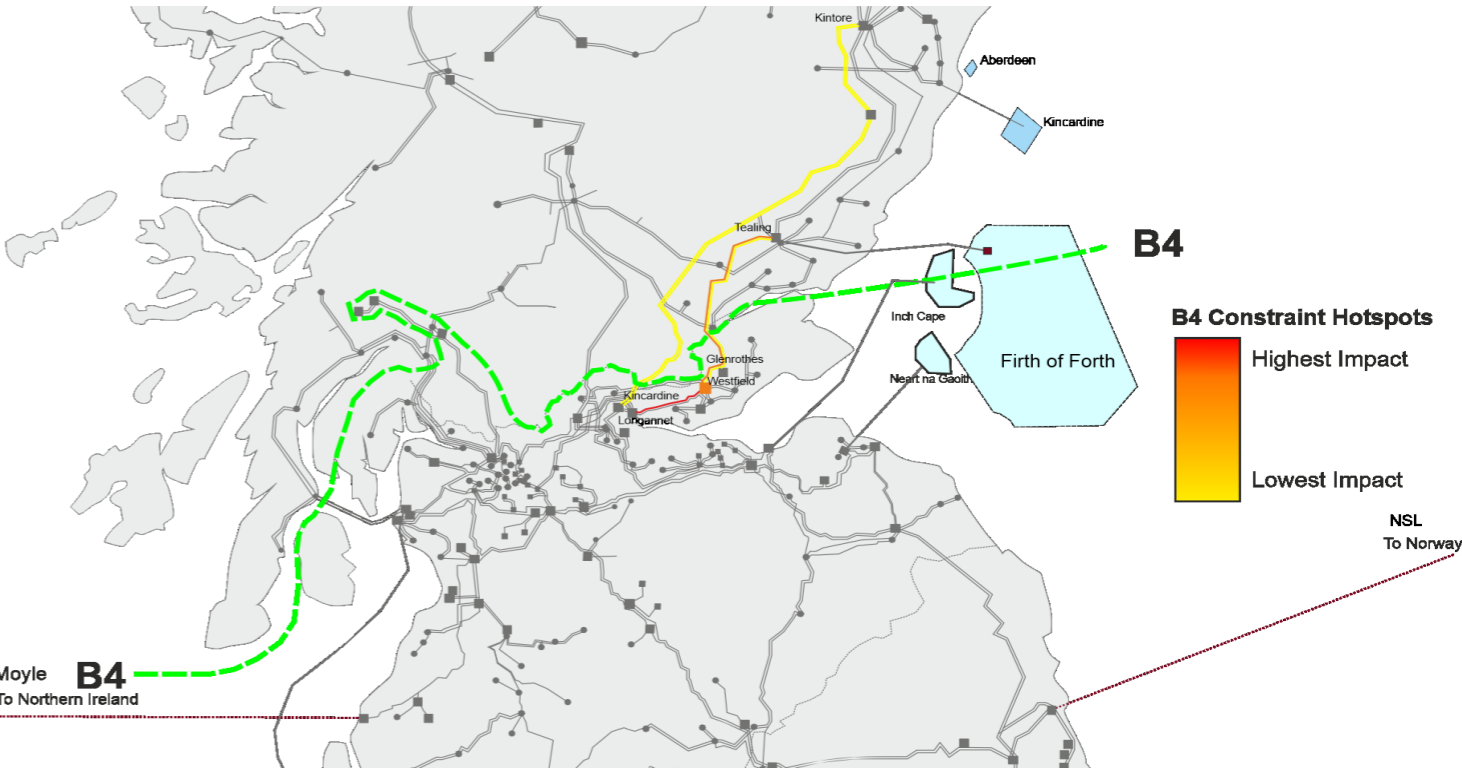 Kintore
Aberdeen
Kincardine
Tealing
B4
Inch Cape
B4 Constraint Hotspots
Highest Impact
Glenrothes
Firth of Forth
Westfield
Neart na Gaoith
Kincardine
Longannet
Lowest Impact
NSL
To Norway
Moyle
B4
To Northern Ireland